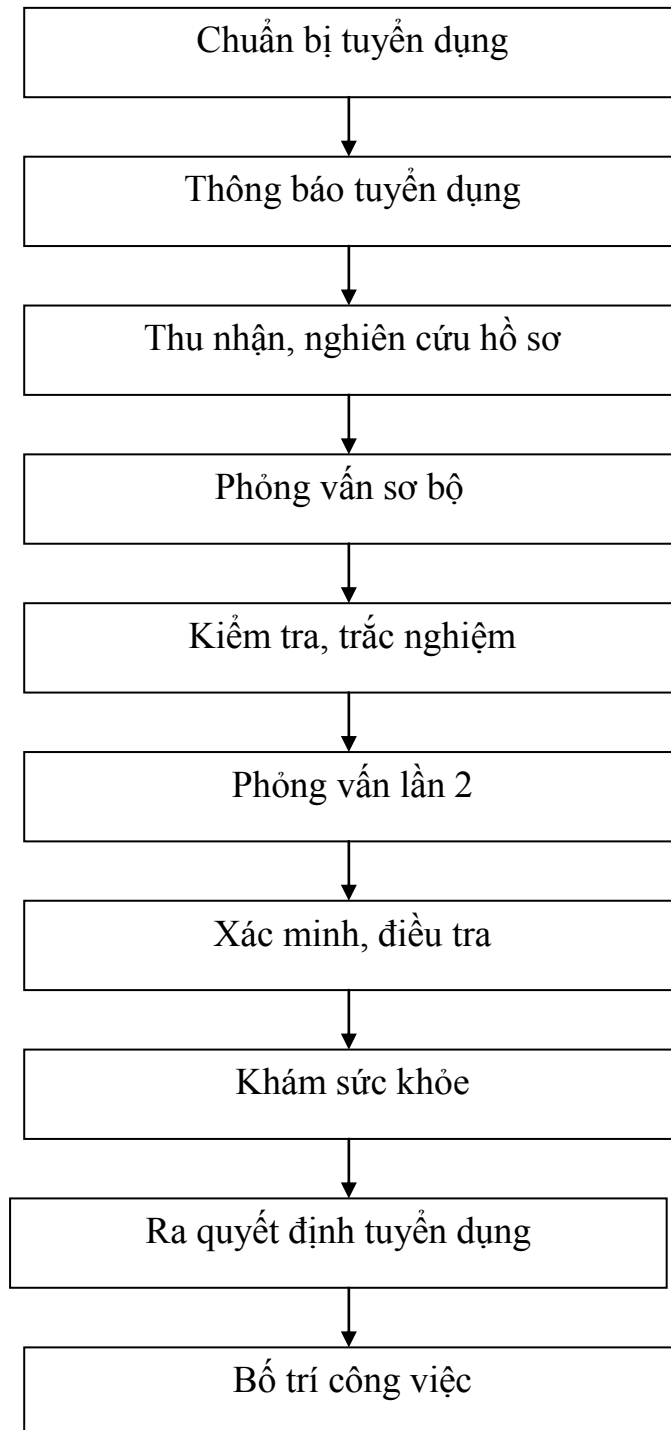 Chuẩn bị tuyển dụng
Thông báo tuyển dụng
Thu nhận, nghiên cứu hồ sơ
Phỏng vấn sơ bộ
Kiểm tra, trắc nghiệm
Phỏng vấn lần 2
Xác minh, điều tra
Khám sức khỏe
Ra quyết định tuyển dụng
Bố trí công việc